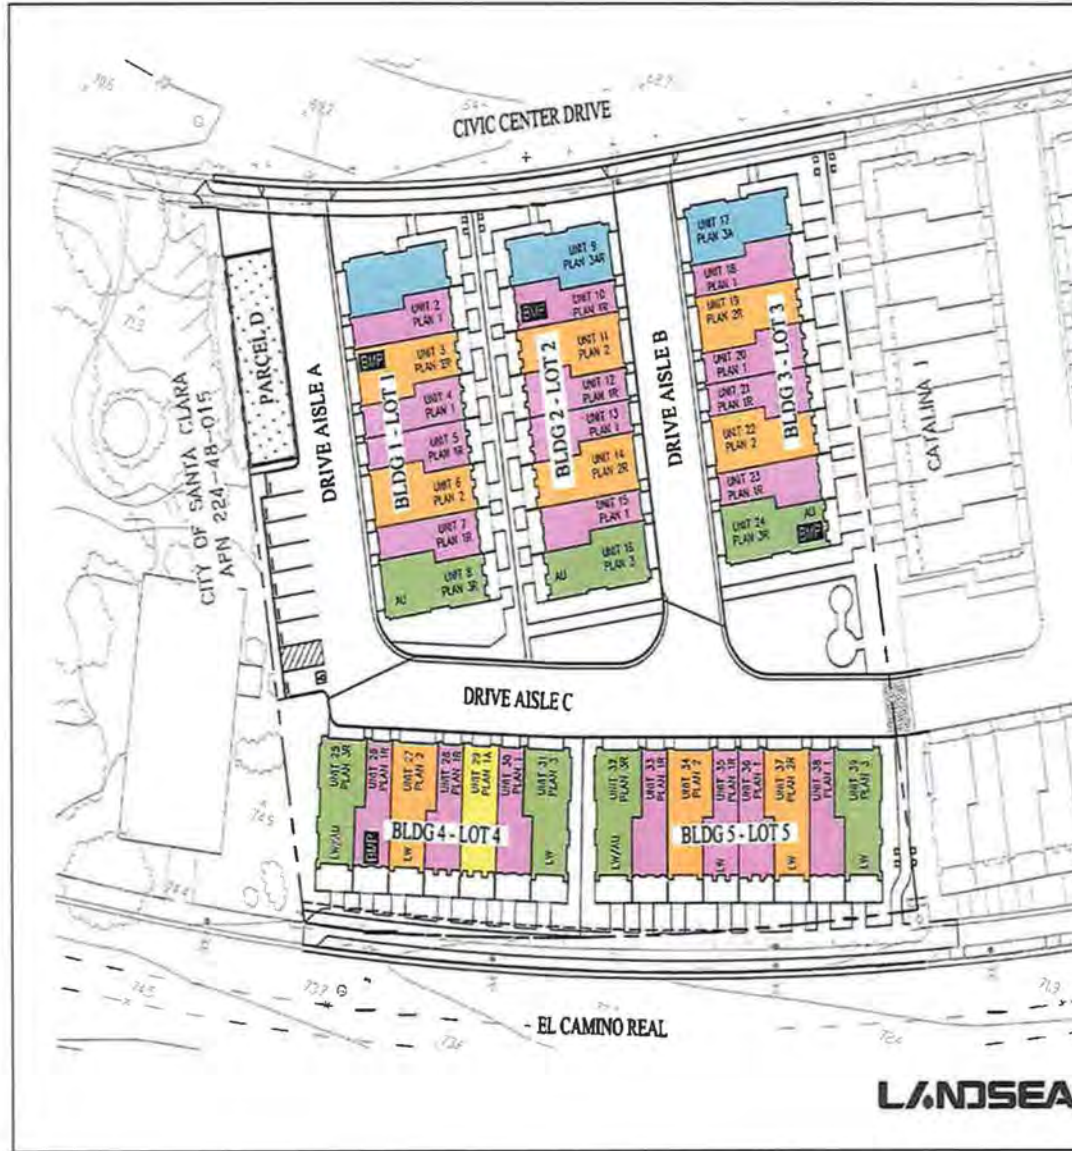 CIVIC CENTER DRIVE
PARCEL D
CITY OF SANTA CLARA
APN 224-48-015
DRIVE AISLE A
BLDG 1 - LOT 1
UNIT 2
PLAN 1
BMP
UNIT 3
PLAN 2R
UNIT 4
PLAN 1
UNIT 5
PLAN 1R
UNIT 6
PLAN 2
UNIT 7
PLAN 1R
AU
UNIT 8
PLAN 3R
BLDG 2 - LOT 2
UNIT 9
PLAN 3AR
BMP
UNIT 10
PLAN 1R
UNIT 11
PLAN 2
UNIT 12
PLAN 1R
UNIT 13
PLAN 1
UNIT 14
PLAN 2R
UNIT 15
PLAN 1
AU
UNIT 16
PLAN 3
DRIVE AISLE B
BLDG 3 - LOT 3
UNIT 17
PLAN 3A
UNIT 18
PLAN 1
UNIT 19
PLAN 2R
UNIT 20
PLAN 1
UNIT 21
PLAN 1R
UNIT 22
PLAN 2
UNIT 23
PLAN 1R
UNIT 24
PLAN 3R
AU
BMP
CATALINA 1
DRIVE AISLE C
UNIT 25
PLAN 3R
LW/AU
UNIT 26
PLAN 1R
BMP
UNIT 27
PLAN 2
LW
UNIT 28
PLAN 1R
UNIT 29
PLAN 1A
UNIT 30
PLAN 1
UNIT 31
PLAN 3
LW
BLDG 4 - LOT 4
UNIT 32
PLAN 3R
LW/AU
UNIT 33
PLAN 1R
UNIT 34
PLAN 2
UNIT 35
PLAN 1R
LW
UNIT 36
PLAN 1
UNIT 37
PLAN 2R
LW
UNIT 38
PLAN 1
UNIT 39
PLAN 3
LW
BLDG 5 - LOT 5
EL CAMINO REAL
LANDSEA